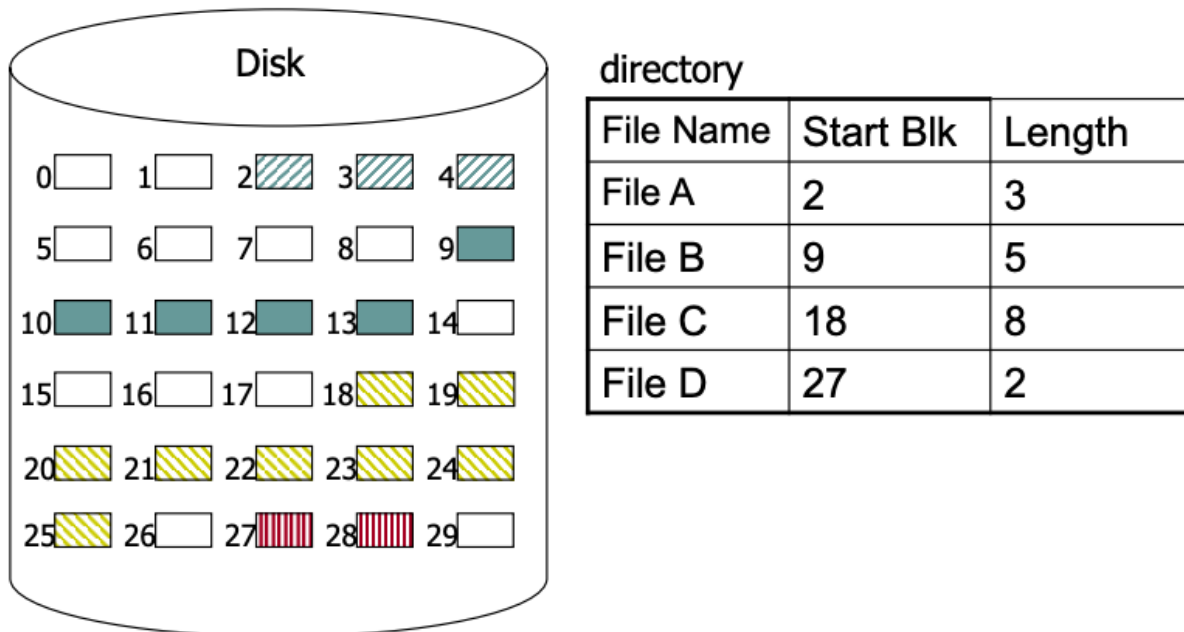 Disk
0 1 2 3 4
5 6 7 8 9
10 11 12 13 14
15 16 17 18 19
20 21 22 23 24
25 26 27 28 29
directory
File Name Start Blk Length
File A 2 3
File B 9 5
File C 18 8
File D 27 2